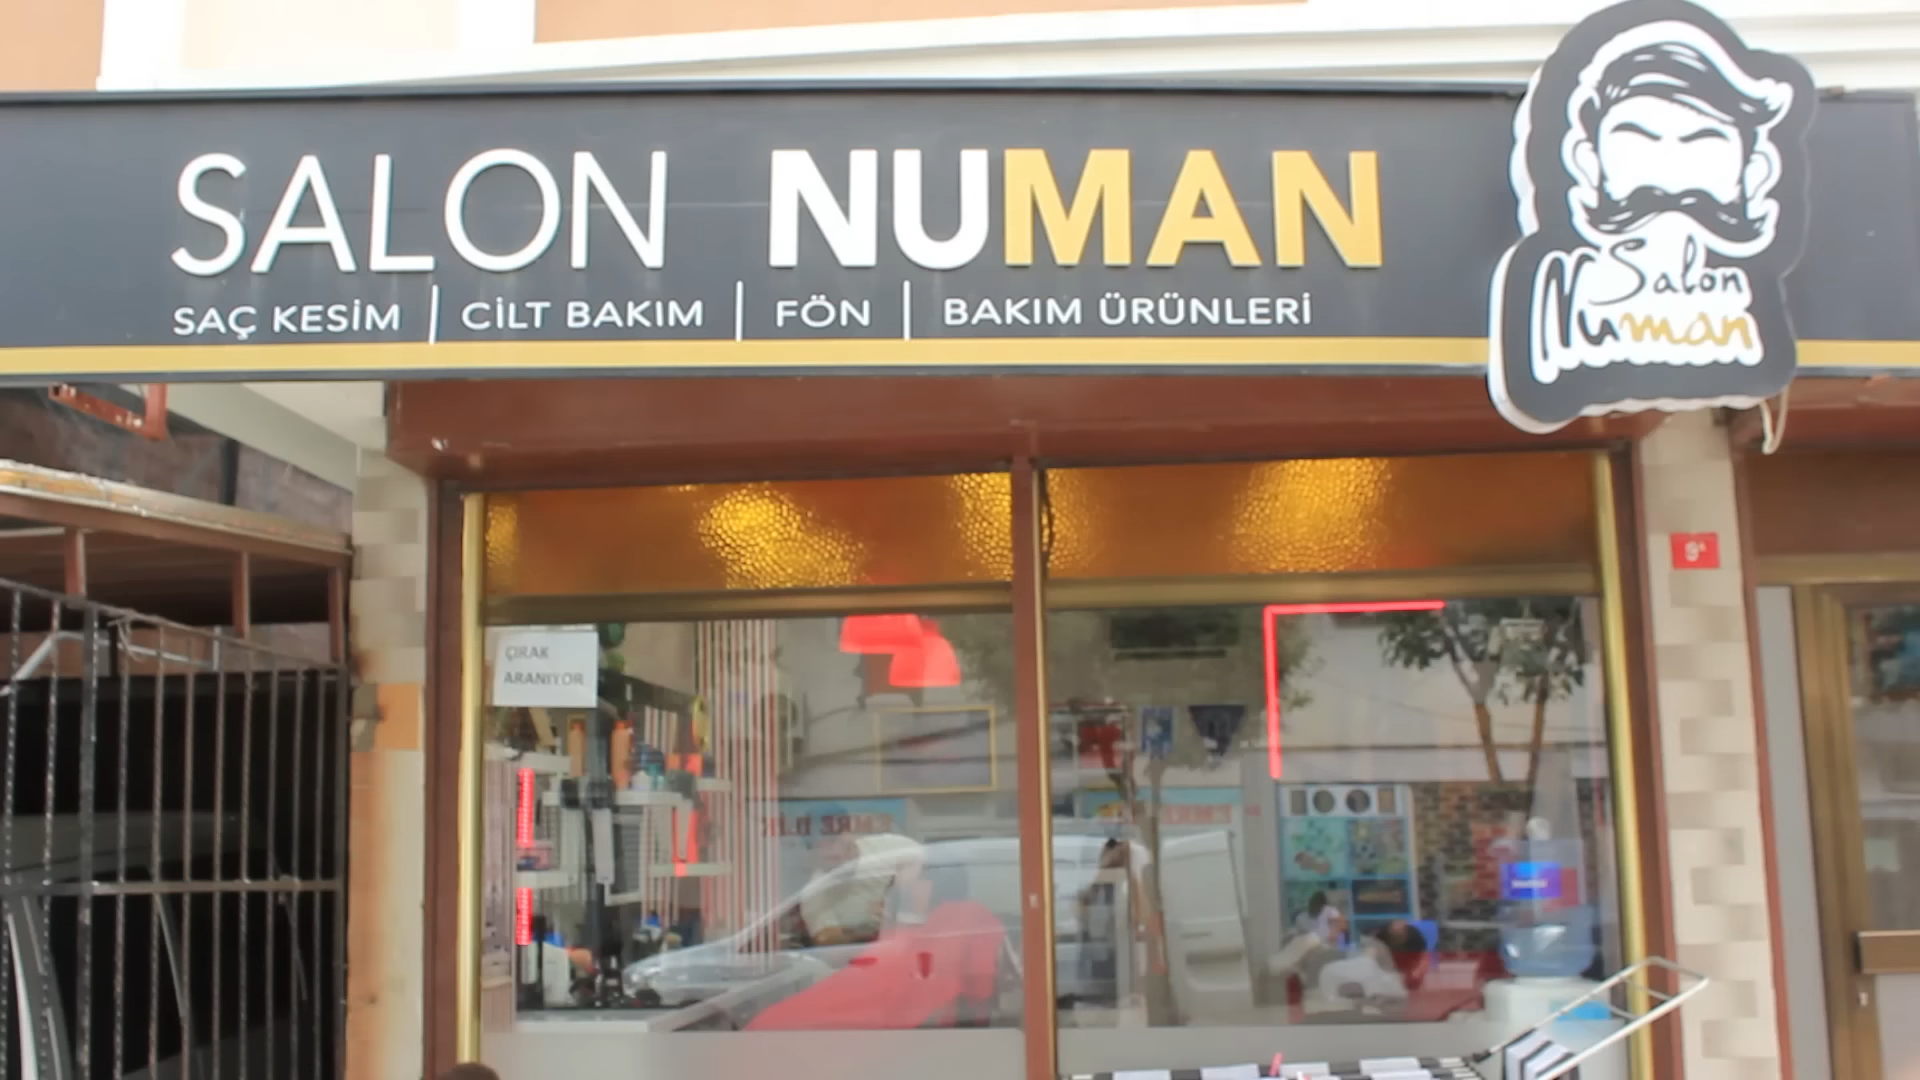 SALON NUMAN
SAÇ KESİM | CİLT BAKIM | FÖN | BAKIM ÜRÜNLERİ
Salon
Numan
ÇIRAK
ARANIYOR